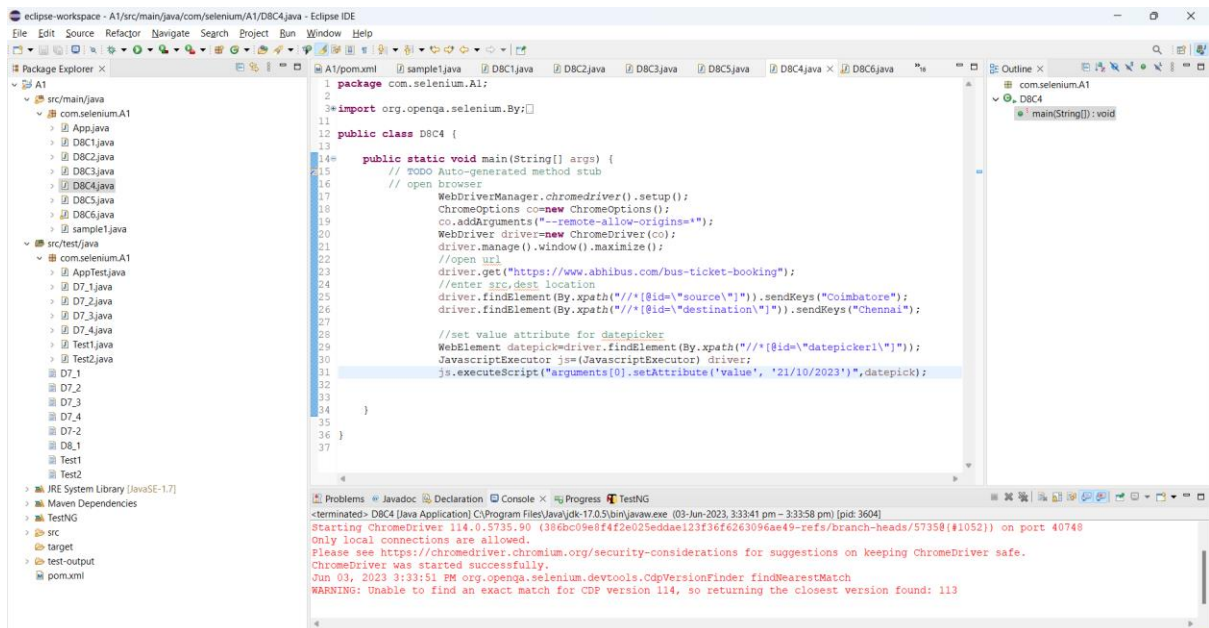 eclipse-workspace - A1/src/main/java/com/selenium/A1/D8C4.java - Eclipse IDE
File Edit Source Refactor Navigate Search Project Run Window Help
Package Explorer
A1
src/main/java
com.selenium.A1
App.java
D8C1.java
D8C2.java
D8C3.java
D8C4.java
D8C5.java
D8C6.java
sample1.java
src/test/java
com.selenium.A1
AppTest.java
D7_1.java
D7_2.java
D7_3.java
D7_4.java
Test1.java
Test2.java
D7_1
D7_2
D7_3
D7_4
D7-2
D8_1
Test1
Test2
JRE System Library [JavaSE-1.7]
Maven Dependencies
TestNG
src
target
test-output
pom.xml
A1/pom.xml sample1.java D8C1.java D8C2.java D8C3.java D8C5.java D8C4.java D8C6.java
1 package com.selenium.A1;
2
3 import org.openqa.selenium.By;
11
12 public class D8C4 {
13
14 public static void main(String[] args) {
15 // TODO Auto-generated method stub
16 // open browser
17 WebDriverManager.chromedriver().setup();
18 ChromeOptions co=new ChromeOptions();
19 co.addArguments("--remote-allow-origins=*");
20 WebDriver driver=new ChromeDriver(co);
21 driver.manage().window().maximize();
22 //open url
23 driver.get("https://www.abhibus.com/bus-ticket-booking");
24 //enter src,dest location
25 driver.findElement(By.xpath("//*[@id=\"source\"]")).sendKeys("Coimbatore");
26 driver.findElement(By.xpath("//*[@id=\"destination\"]")).sendKeys("Chennai");
27
28 //set value attribute for datepicker
29 WebElement datepick=driver.findElement(By.xpath("//*[@id=\"datepicker1\"]"));
30 JavascriptExecutor js=(JavascriptExecutor) driver;
31 js.executeScript("arguments[0].setAttribute('value', '21/10/2023')",datepick);
32
33
34 }
35
36 }
37
Outline
com.selenium.A1
D8C4
main(String[]) : void
Problems Javadoc Declaration Console Progress TestNG
<terminated> D8C4 [Java Application] C:\Program Files\Java\jdk-17.0.5\bin\javaw.exe (03-Jun-2023, 3:33:41 pm – 3:33:58 pm) [pid: 3604]
Starting ChromeDriver 114.0.5735.90 (386bc09e8f4f2e025eddae123f36f6263096ae49-refs/branch-heads/5735@{#1052}) on port 40748
Only local connections are allowed.
Please see https://chromedriver.chromium.org/security-considerations for suggestions on keeping ChromeDriver safe.
ChromeDriver was started successfully.
Jun 03, 2023 3:33:51 PM org.openqa.selenium.devtools.CdpVersionFinder findNearestMatch
WARNING: Unable to find an exact match for CDP version 114, so returning the closest version found: 113